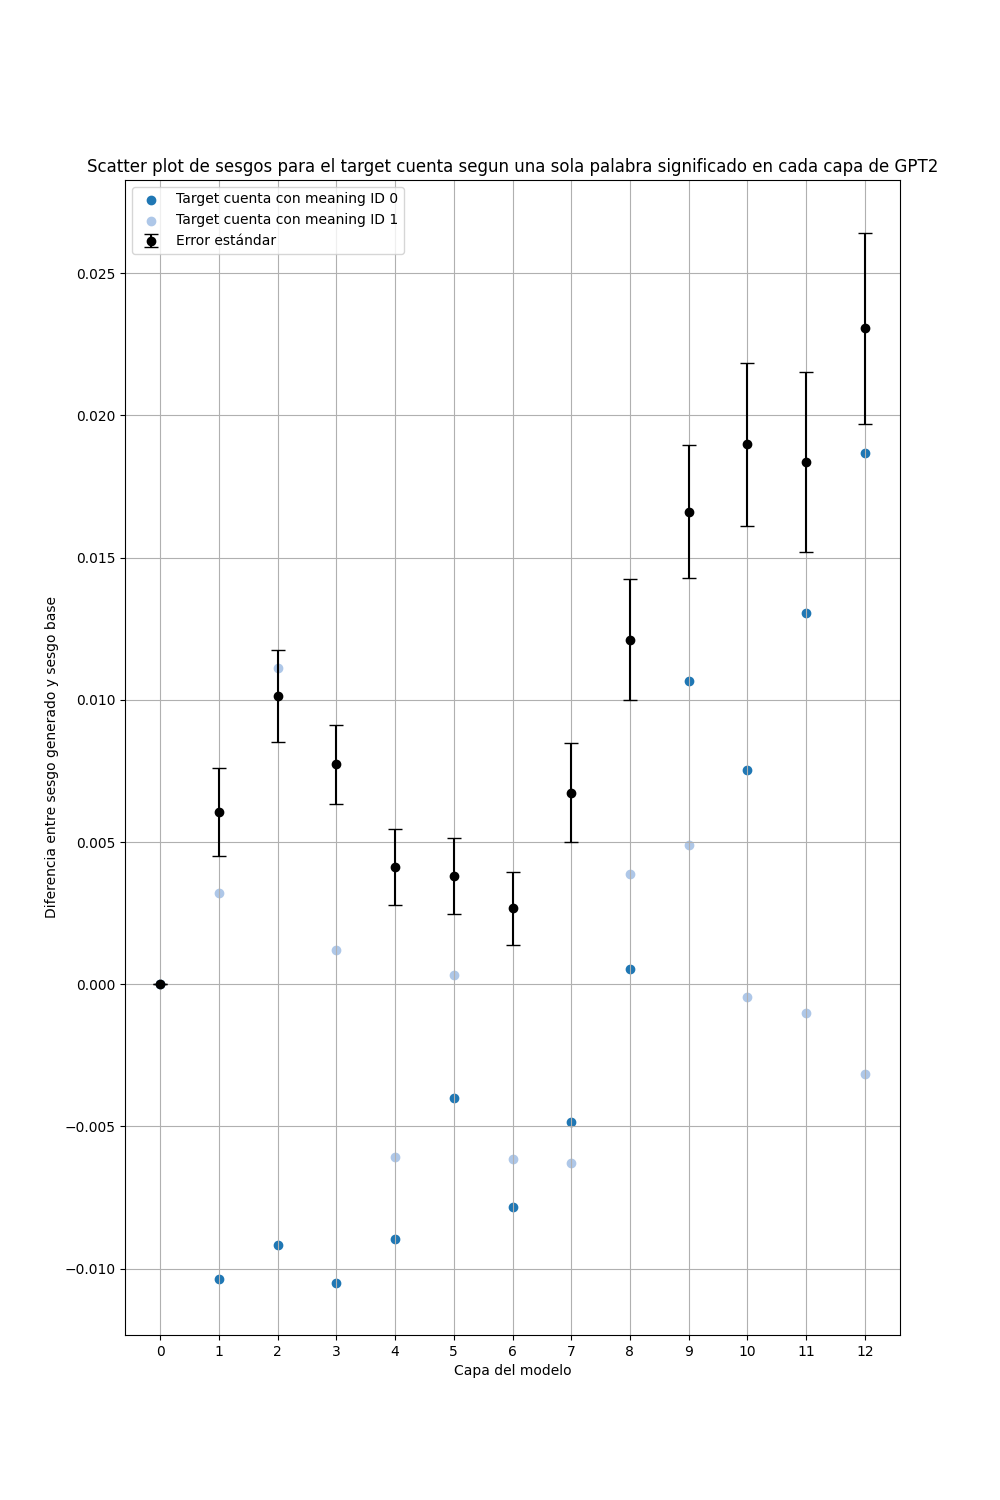 Scatter plot de sesgos para el target cuenta segun una sola palabra significado en cada capa de GPT2
Target cuenta con meaning ID 0
Target cuenta con meaning ID 1
Error estándar
0.025
0.020
0.015
0.010
0.005
0.000
−0.005
−0.010
Diferencia entre sesgo generado y sesgo base
0 1 2 3 4 5 6 7 8 9 10 11 12
Capa del modelo